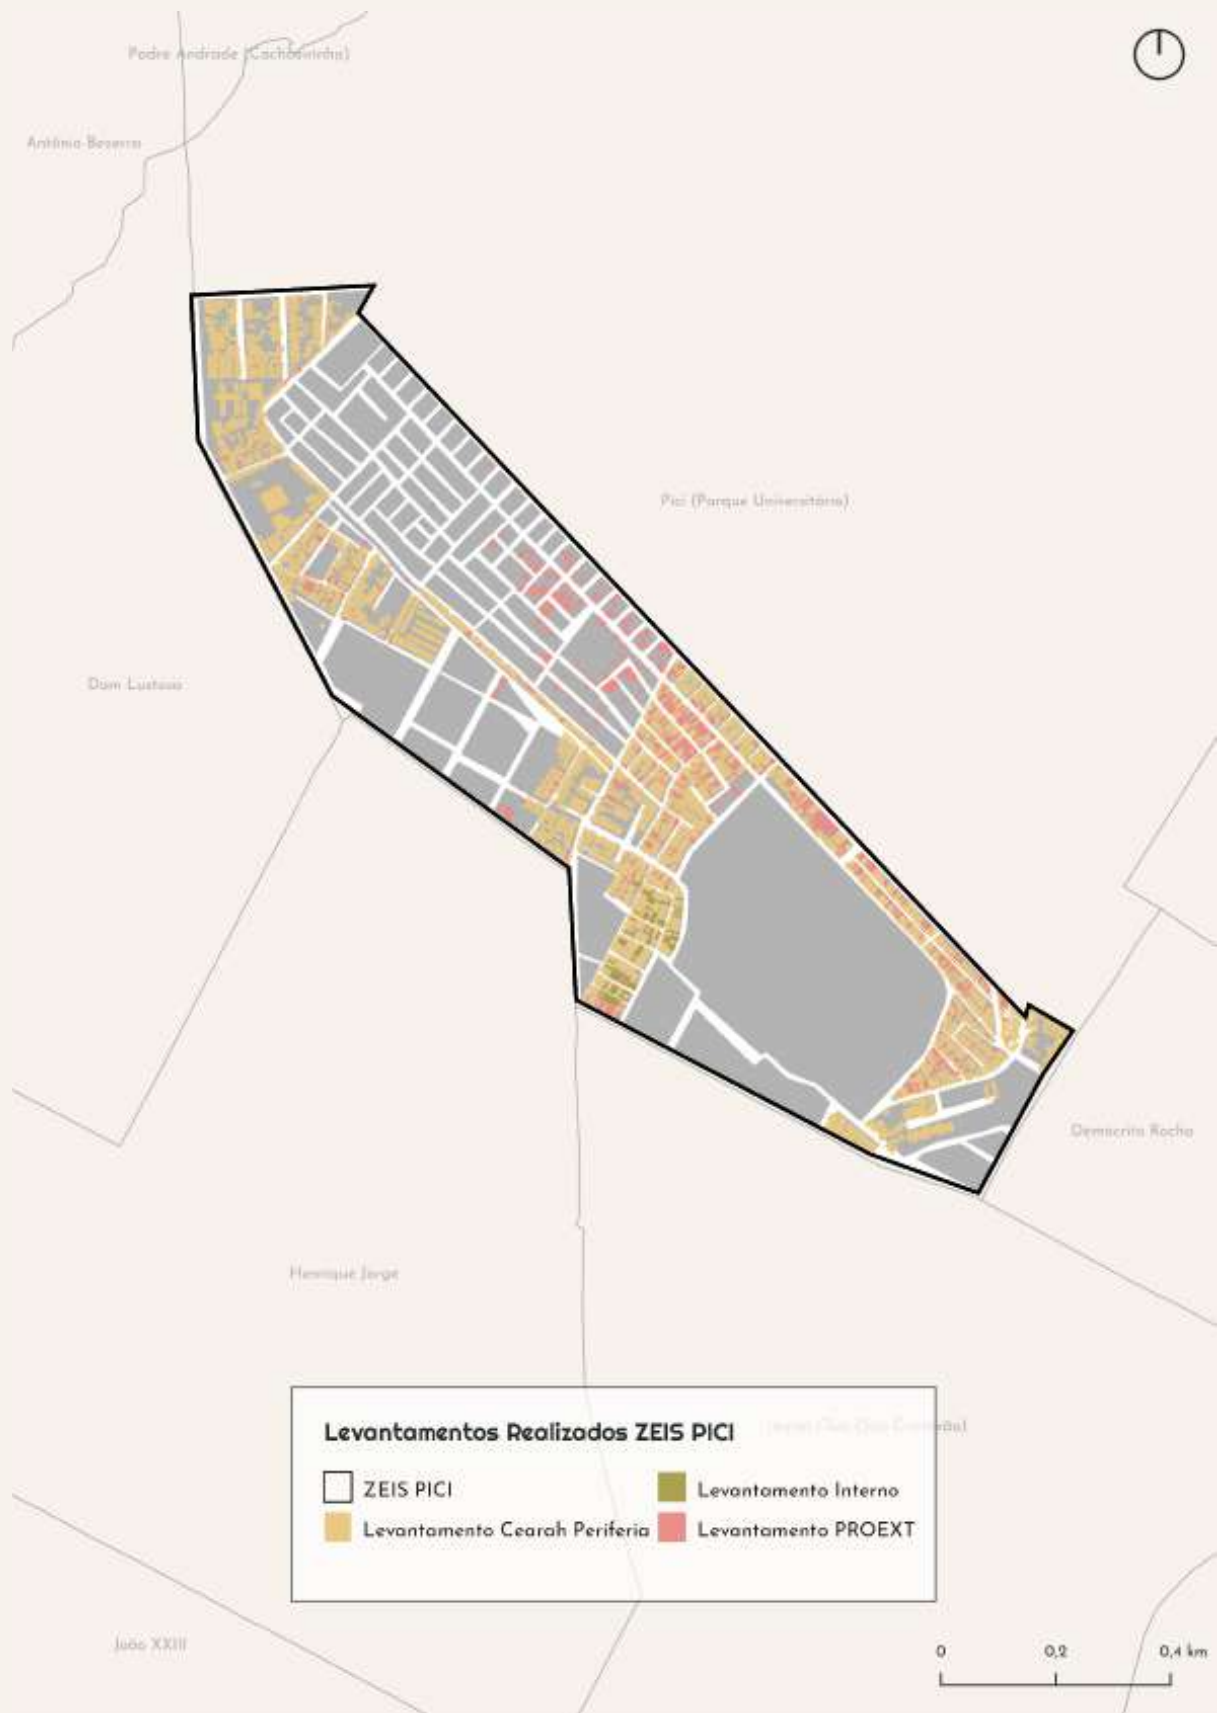 Padre Andrade (Cachoeirinha)
Antônio Bezerra
Pici (Parque Universitário)
Dom Lustosa
Demócrito Rocha
Henrique Jorge
Levantamentos Realizados ZEIS PICI
ZEIS PICI
Levantamento Interno
Levantamento Cearah Periferia
Levantamento PROEXT
João XXIII
0 0,2 0,4 km